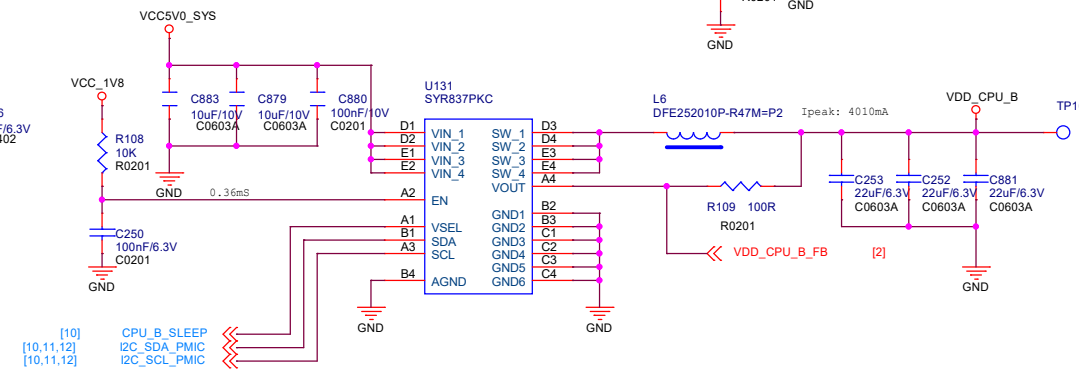 GND
GND
VCC5V0_SYS
VCC_1V8
/6.3V
402
R108
10K
R0201
C883
10uF/10V
C0603A
C879
10uF/10V
C0603A
C880
100nF/10V
C0201
GND
0.36mS
C250
100nF/6.3V
C0201
GND
U131
SYR837PKC
D1 VIN_1 SW_1 D3
D2 VIN_2 SW_2 D4
E1 VIN_3 SW_3 E3
E2 VIN_4 SW_4 E4
VOUT A4
A2 EN
GND1 B2
A1 VSEL GND2 B3
B1 SDA GND3 C1
A3 SCL GND4 C2
GND5 C3
B4 AGND GND6 C4
GND
GND
L6
DFE252010P-R47M=P2
Ipeak: 4010mA
VDD_CPU_B
TP1
R109 100R
R0201
C253
22uF/6.3V
C0603A
C252
22uF/6.3V
C0603A
C881
22uF/6.3V
C0603A
VDD_CPU_B_FB [2]
GND
[10] CPU_B_SLEEP
[10,11,12] I2C_SDA_PMIC
[10,11,12] I2C_SCL_PMIC